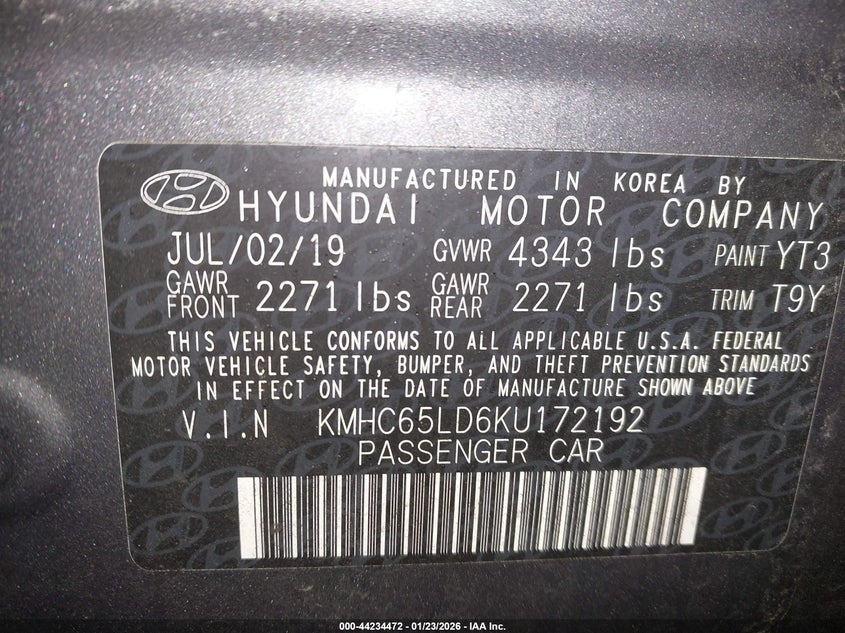 MANUFACTURED IN KOREA BY
HYUNDAI MOTOR COMPANY
JUL/02/19 GVWR 4343 lbs PAINT YT3
GAWR FRONT 2271 lbs GAWR REAR 2271 lbs TRIM T9Y
THIS VEHICLE CONFORMS TO ALL APPLICABLE U.S.A. FEDERAL
MOTOR VEHICLE SAFETY, BUMPER, AND THEFT PREVENTION STANDARDS
IN EFFECT ON THE DATE OF MANUFACTURE SHOWN ABOVE
V.I.N KMHC65LD6KU172192
PASSENGER CAR
000-44234472 - 01/23/2026 - IAA Inc.